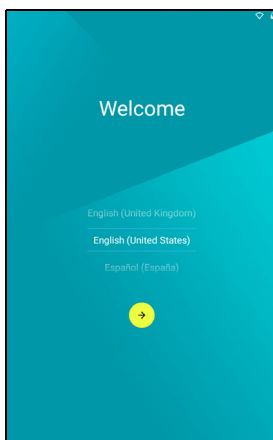 Welcome
English (United Kingdom)
English (United States)
Español (España)